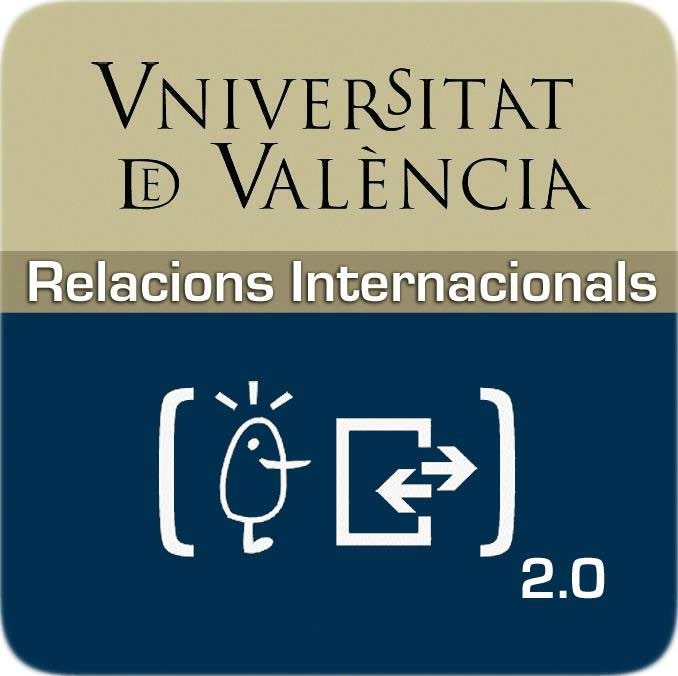 VNIVERSITAT
DE VALÈNCIA
Relacions Internacionals
2.0